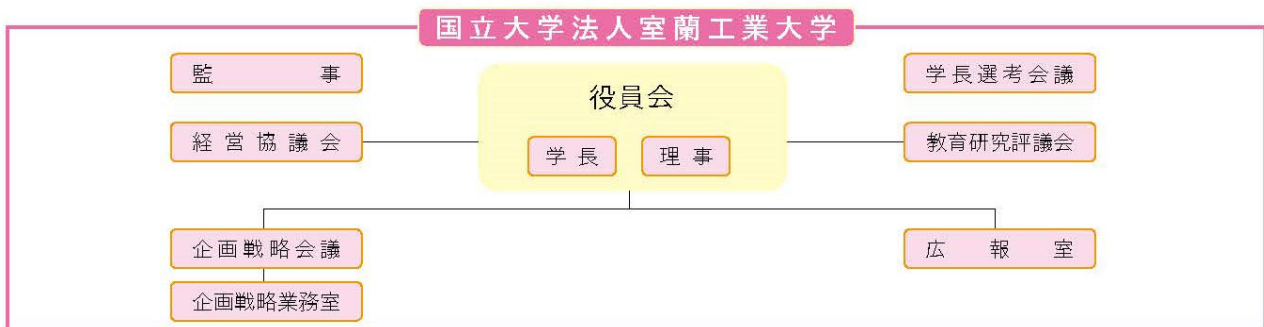 国立大学法人室蘭工業大学
監事
学長選考会議
役員会
経営協議会
学長
理事
教育研究評議会
企画戦略会議
広報室
企画戦略業務室